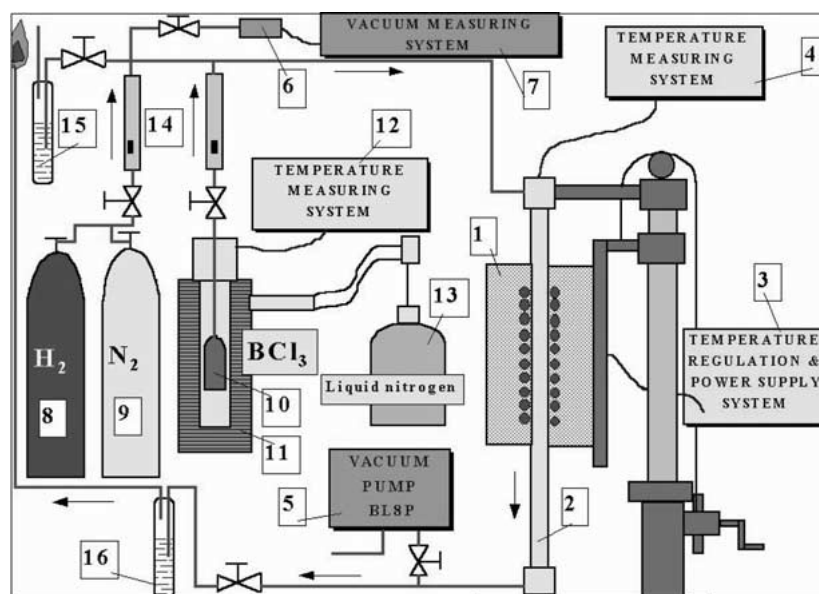 VACUUM MEASURING
SYSTEM
6
7
TEMPERATURE
MEASURING
SYSTEM
4
15
14
12
TEMPERATURE
MEASURING
SYSTEM
1
3
TEMPERATURE
REGULATION &
POWER SUPPLY
SYSTEM
H2
N2
8
9
BCl3
10
11
13
Liquid nitrogen
VACUUM
PUMP
BL8P
5
2
16